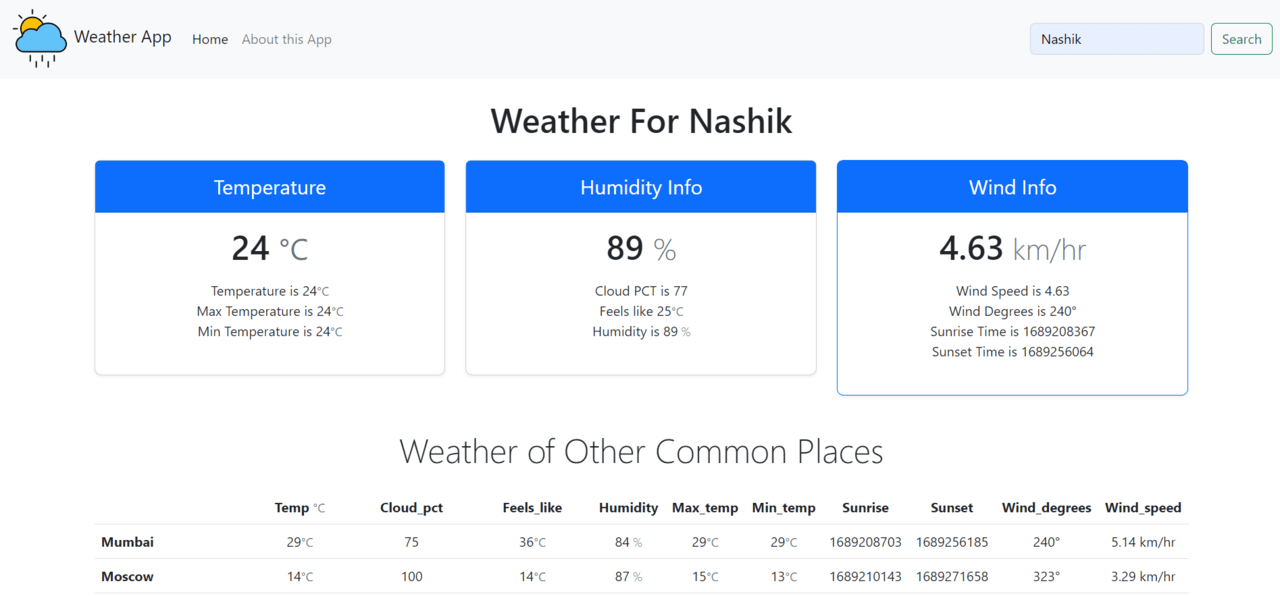 Weather App Home About this App Nashik Search
Weather For Nashik
Temperature
24 °C
Temperature is 24°C
Max Temperature is 24°C
Min Temperature is 24°C
Humidity Info
89 %
Cloud PCT is 77
Feels like 25°C
Humidity is 89 %
Wind Info
4.63 km/hr
Wind Speed is 4.63
Wind Degrees is 240°
Sunrise Time is 1689208367
Sunset Time is 1689256064
Weather of Other Common Places
Temp °C Cloud_pct Feels_like Humidity Max_temp Min_temp Sunrise Sunset Wind_degrees Wind_speed
Mumbai 29°C 75 36°C 84 % 29°C 29°C 1689208703 1689256185 240° 5.14 km/hr
Moscow 14°C 100 14°C 87 % 15°C 13°C 1689210143 1689271658 323° 3.29 km/hr